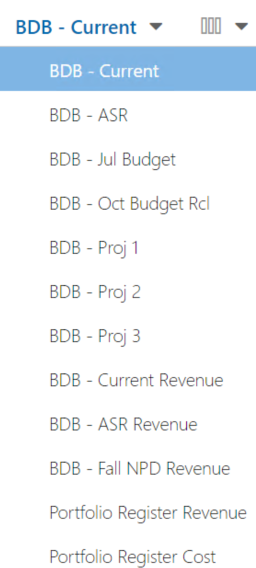 BDB - Current
BDB - Current
BDB - ASR
BDB - Jul Budget
BDB - Oct Budget Rcl
BDB - Proj 1
BDB - Proj 2
BDB - Proj 3
BDB - Current Revenue
BDB - ASR Revenue
BDB - Fall NPD Revenue
Portfolio Register Revenue
Portfolio Register Cost